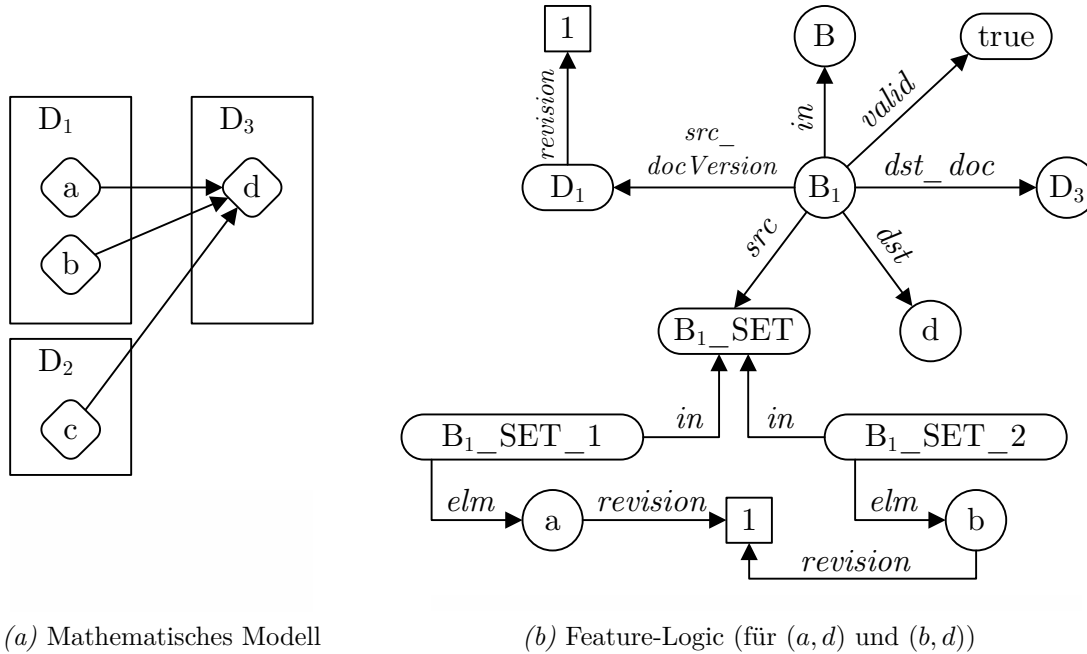 D₁
a
b
D₂
c
D₃
d
(a) Mathematisches Modell
1
revision
D₁
src_
docVersion
B
in
true
valid
B₁
dst_doc
D₃
src
dst
B₁_SET
d
B₁_SET_1
in
in
B₁_SET_2
elm
a
revision
1
elm
b
revision
(b) Feature-Logic (für (a, d) und (b, d))